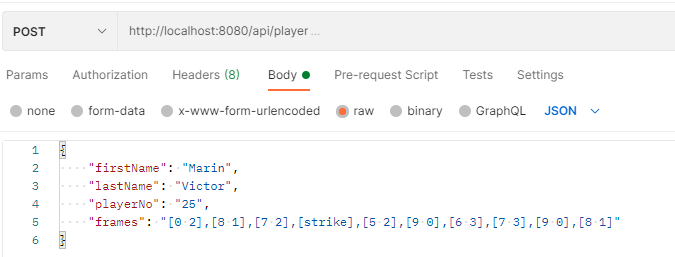 POST http://localhost:8080/api/player ...
Params Authorization Headers (8) Body Pre-request Script Tests Settings
none form-data x-www-form-urlencoded raw binary GraphQL JSON
1 {
2 "firstName": "Marin",
3 "lastName": "Victor",
4 "playerNo": "25",
5 "frames": "[0 2],[8 1],[7 2],[strike],[5 2],[9 0],[6 3],[7 3],[9 0],[8 1]"
6 }